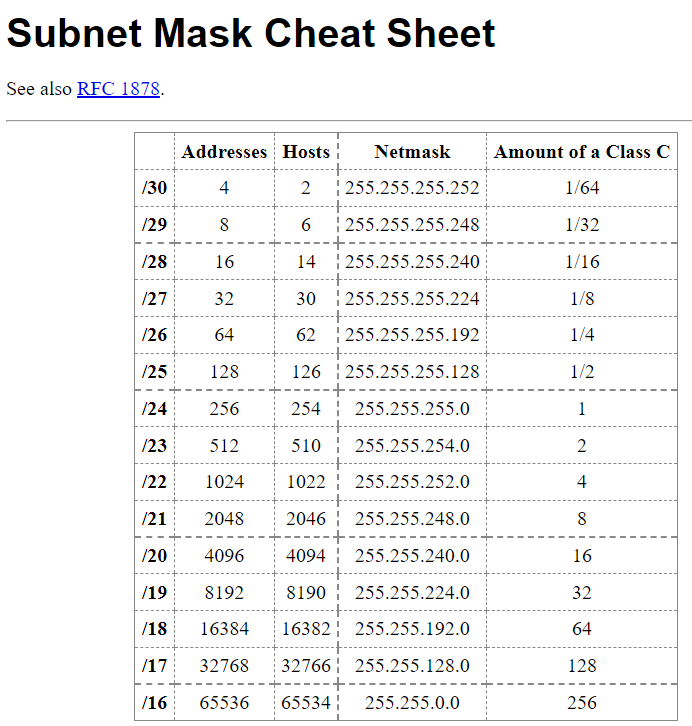 Subnet Mask Cheat Sheet
See also RFC 1878.
Addresses Hosts Netmask Amount of a Class C
/30 4 2 255.255.255.252 1/64
/29 8 6 255.255.255.248 1/32
/28 16 14 255.255.255.240 1/16
/27 32 30 255.255.255.224 1/8
/26 64 62 255.255.255.192 1/4
/25 128 126 255.255.255.128 1/2
/24 256 254 255.255.255.0 1
/23 512 510 255.255.254.0 2
/22 1024 1022 255.255.252.0 4
/21 2048 2046 255.255.248.0 8
/20 4096 4094 255.255.240.0 16
/19 8192 8190 255.255.224.0 32
/18 16384 16382 255.255.192.0 64
/17 32768 32766 255.255.128.0 128
/16 65536 65534 255.255.0.0 256